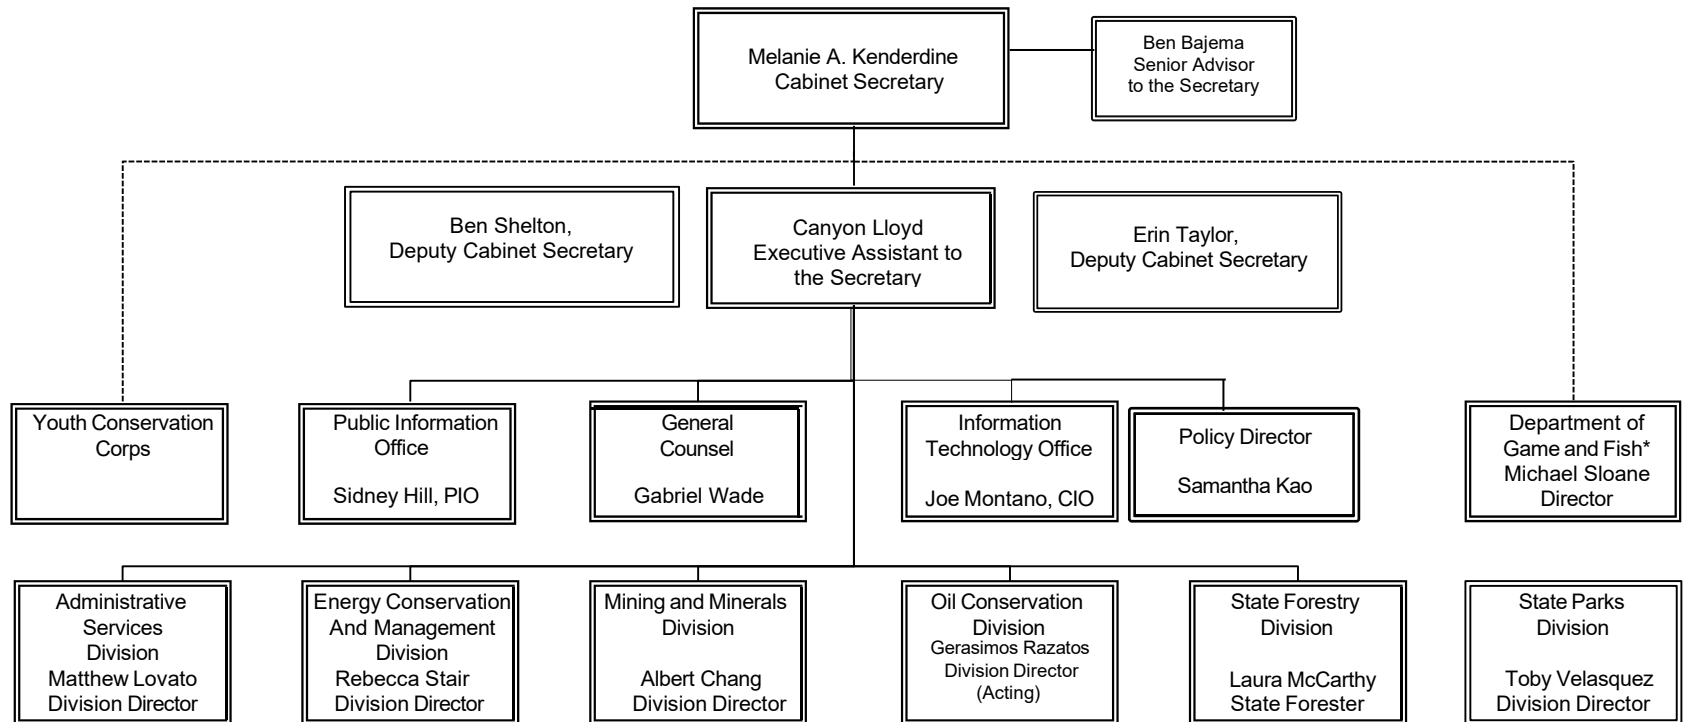 Melanie A. Kenderdine
Cabinet Secretary
Ben Bajema
Senior Advisor
to the Secretary
Ben Shelton,
Deputy Cabinet Secretary
Canyon Lloyd
Executive Assistant to
the Secretary
Erin Taylor,
Deputy Cabinet Secretary
Youth Conservation
Corps
Public Information
Office
Sidney Hill, PIO
General
Counsel
Gabriel Wade
Information
Technology Office
Joe Montano, CIO
Policy Director
Samantha Kao
Department of
Game and Fish*
Michael Sloane
Director
Administrative
Services
Division
Matthew Lovato
Division Director
Energy Conservation
And Management
Division
Rebecca Stair
Division Director
Mining and Minerals
Division
Albert Chang
Division Director
Oil Conservation
Division
Gerasimos Razatos
Division Director
(Acting)
State Forestry
Division
Laura McCarthy
State Forester
State Parks
Division
Toby Velasquez
Division Director